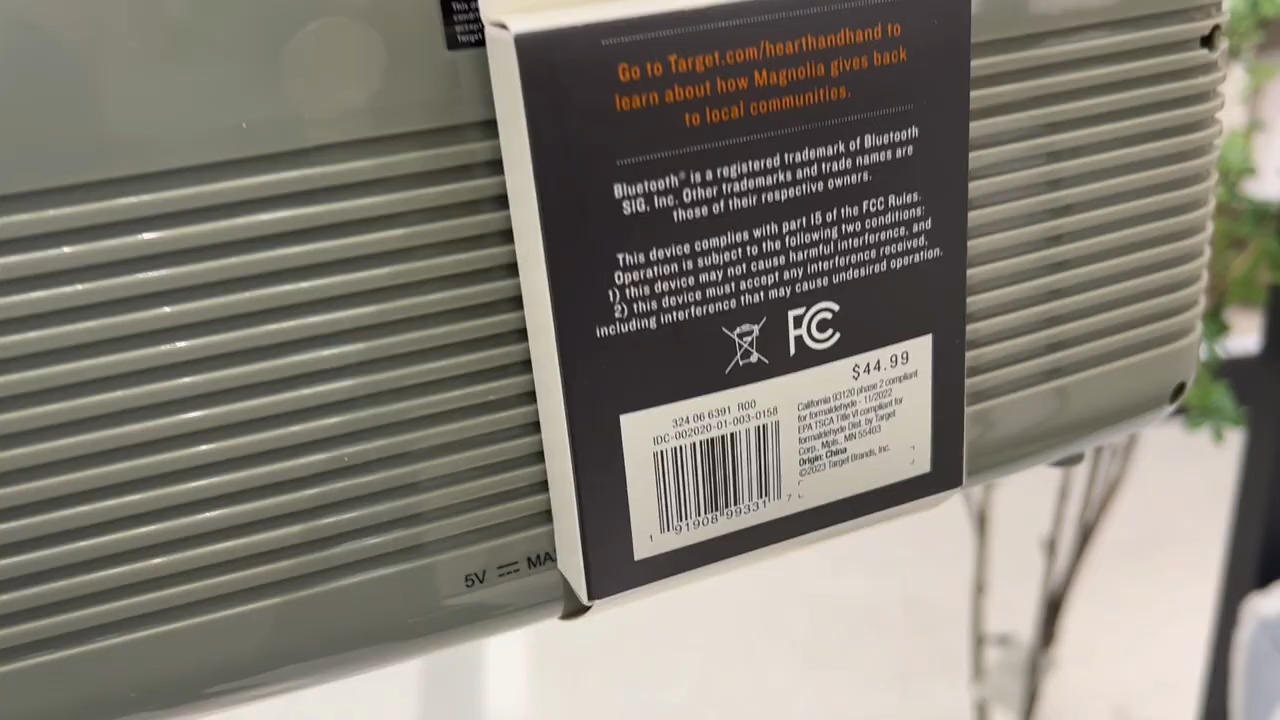 This d
condit
accept
Target
Go to Target.com/hearthandhand to
learn about how Magnolia gives back
to local communities.
Bluetooth® is a registered trademark of Bluetooth
SIG, Inc. Other trademarks and trade names are
those of their respective owners.
This device complies with part 15 of the FCC Rules.
Operation is subject to the following two conditions:
1) this device may not cause harmful interference, and
2) this device must accept any interference received,
including interference that may cause undesired operation.
FC
$44.99
324 06 6391 R00
IDC-002020-01-003-0158
1 91908 99331 7
California 93120 phase 2 compliant
for formaldehyde - 11/2022
EPA TSCA Title VI compliant for
formaldehyde Dist. by Target
Corp., Mpls., MN 55403
Origin: China
©2023 Target Brands, Inc.
5V ⎓ MA